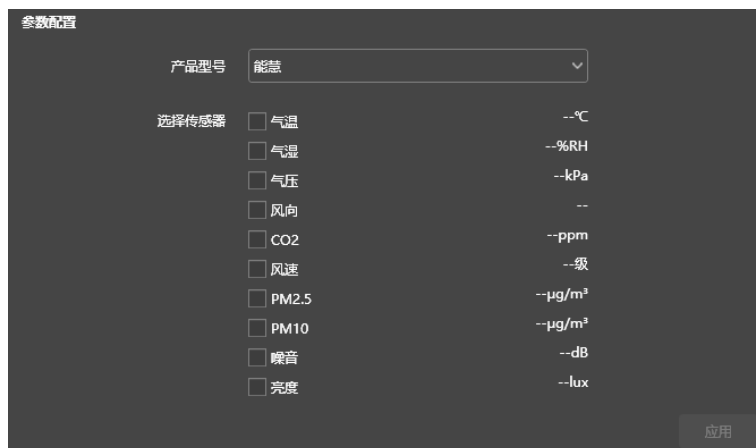 参数配置
产品型号 能慧
选择传感器 气温 --℃
气湿 --%RH
气压 --kPa
风向 --
CO2 --ppm
风速 --级
PM2.5 --μg/m³
PM10 --μg/m³
噪音 --dB
亮度 --lux
应用